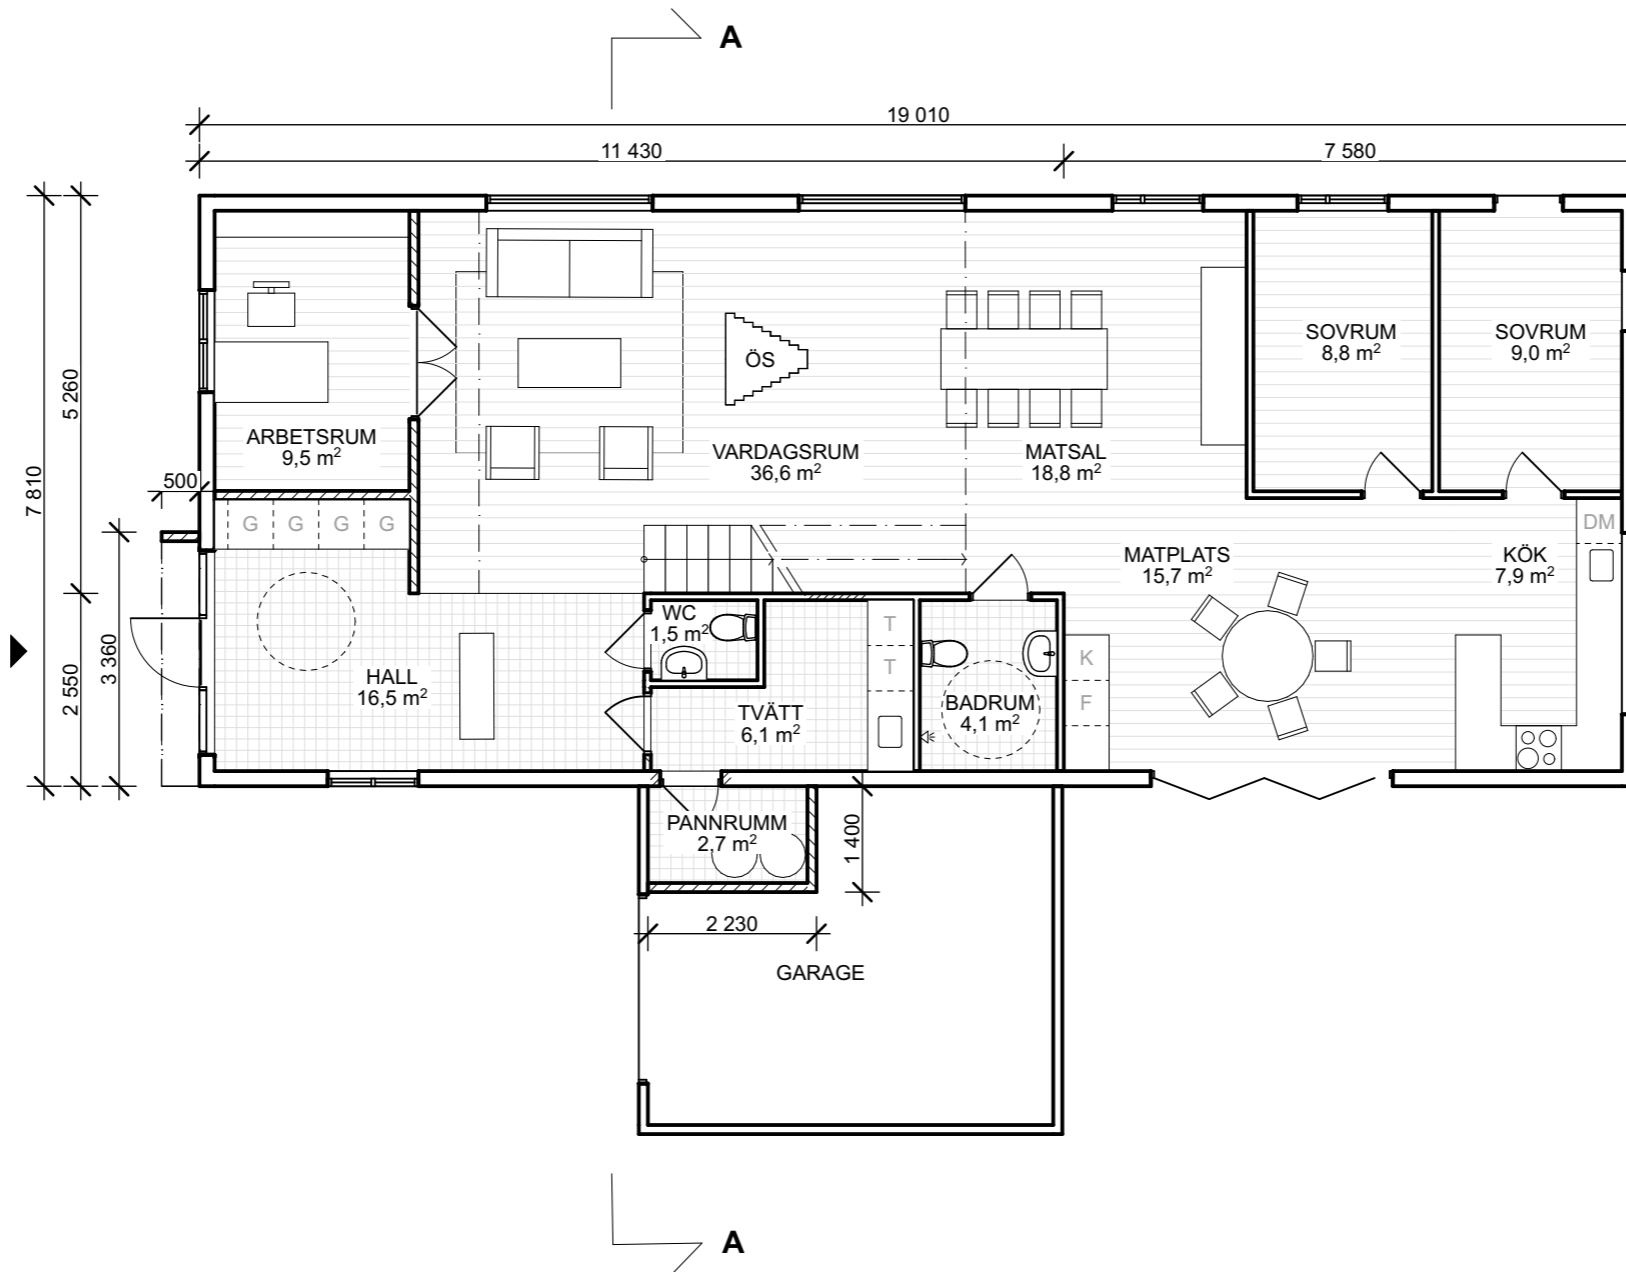 A
19 010
11 430
7 580
7 810
5 260
2 550
3 360
500
ARBETSRUM
9,5 m²
ÖS
VARDAGSRUM
36,6 m²
MATSAL
18,8 m²
SOVRUM
8,8 m²
SOVRUM
9,0 m²
G G G G
DM
MATPLATS
15,7 m²
KÖK
7,9 m²
HALL
16,5 m²
WC
1,5 m²
T
T
TVÄTT
6,1 m²
BADRUM
4,1 m²
K
F
PANNRUMM
2,7 m²
1 400
2 230
GARAGE
A